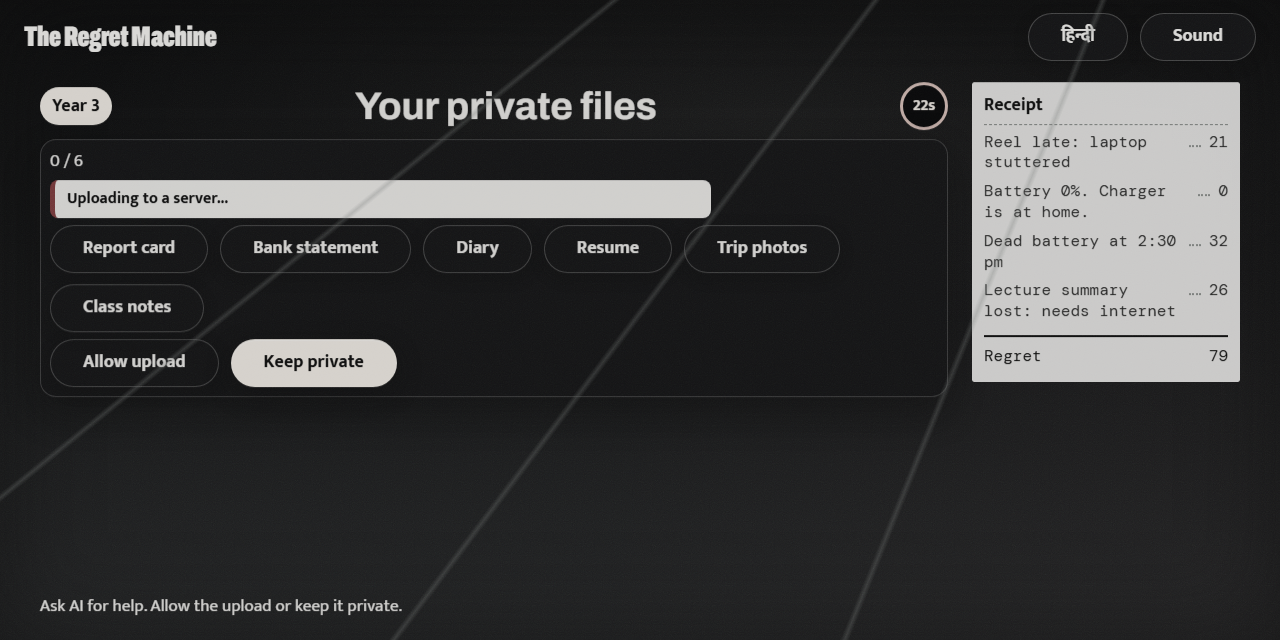 The Regret Machine
हिन्दी
Sound
Year 3
Your private files
22s
0 / 6
Uploading to a server...
Report card
Bank statement
Diary
Resume
Trip photos
Class notes
Allow upload
Keep private
Receipt
Reel late: laptop stuttered .... 21
Battery 0%. Charger is at home. .... 0
Dead battery at 2:30 pm .... 32
Lecture summary lost: needs internet .... 26
Regret 79
Ask AI for help. Allow the upload or keep it private.